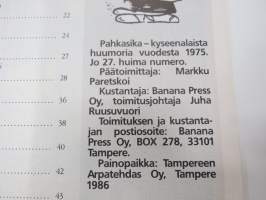 22
24
27
28
32
36
38
40
42
43
Pahkasika – kyseenalaista
huumoria vuodesta 1975.
Jo 27. huima numero.
Päätoimittaja: Markku
Paretskoi
Kustantaja: Banana Press
Oy, toimitusjohtaja Juha
Ruusuvuori
Toimituksen ja kustanta-
jan postiosoite: Banana
Press Oy, BOX 278, 33101
Tampere.
Painopaikka: Tampereen
Arpatehdas Oy, Tampere
1986